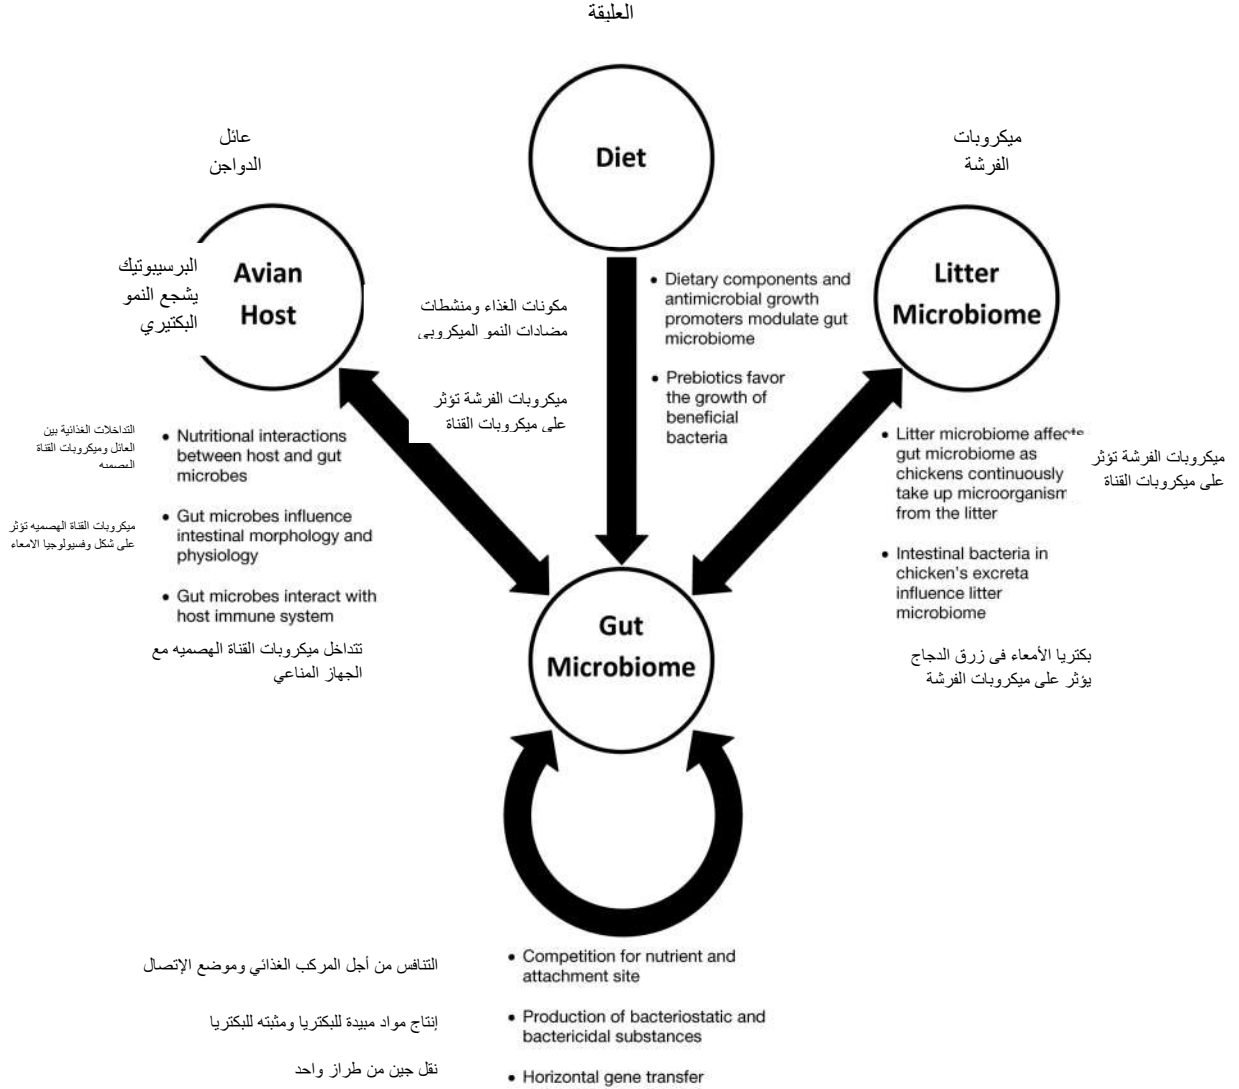 العليقة
Diet
عائل
الدواجن
ميكروبات
الفرشة
البرسيبوتيك
يشجع النمو
البكتيري
Avian
Host
Litter
Microbiome
مكونات الغذاء ومنشطات
مضادات النمو الميكروبي
ميكروبات الفرشة تؤثر
على ميكروبات القناة
• Dietary components and
antimicrobial growth
promoters modulate gut
microbiome
• Prebiotics favor
the growth of
beneficial
bacteria
التداخلات الغذائية بين
العائل وميكروبات القناة
الهصميه
• Nutritional interactions
between host and gut
microbes
ميكروبات القناة الهصميه تؤثر
على شكل وفسيولوجيا الامعاء
• Gut microbes influence
intestinal morphology and
physiology
• Gut microbes interact with
host immune system
تتداخل ميكروبات القناة الهصميه مع
الجهاز المناعي
• Litter microbiome affects
gut microbiome as
chickens continuously
take up microorganism
from the litter
ميكروبات الفرشة تؤثر
على ميكروبات القناة
• Intestinal bacteria in
chicken's excreta
influence litter
microbiome
بكتريا الأمعاء فى زرق الدجاج
يؤثر على ميكروبات الفرشة
Gut
Microbiome
التنافس من أجل المركب الغذائي وموضع الإتصال
• Competition for nutrient and
attachment site
إنتاج مواد مبيدة للبكتريا ومثبته للبكتريا
• Production of bacteriostatic and
bactericidal substances
نقل جين من طراز واحد
• Horizontal gene transfer